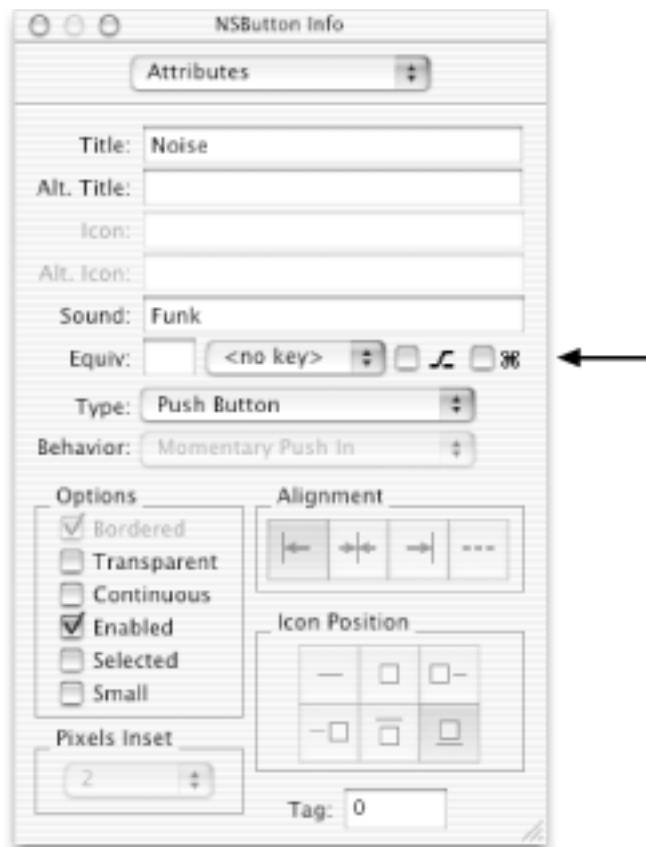 NSButton Info
Attributes
Title: Noise
Alt. Title:
Icon:
Alt. Icon:
Sound: Funk
Equiv: <no key> ⌥ ⌘
Type: Push Button
Behavior: Momentary Push In
Options
Bordered
Transparent
Continuous
Enabled
Selected
Small
Alignment
Icon Position
Pixels Inset
2
Tag: 0